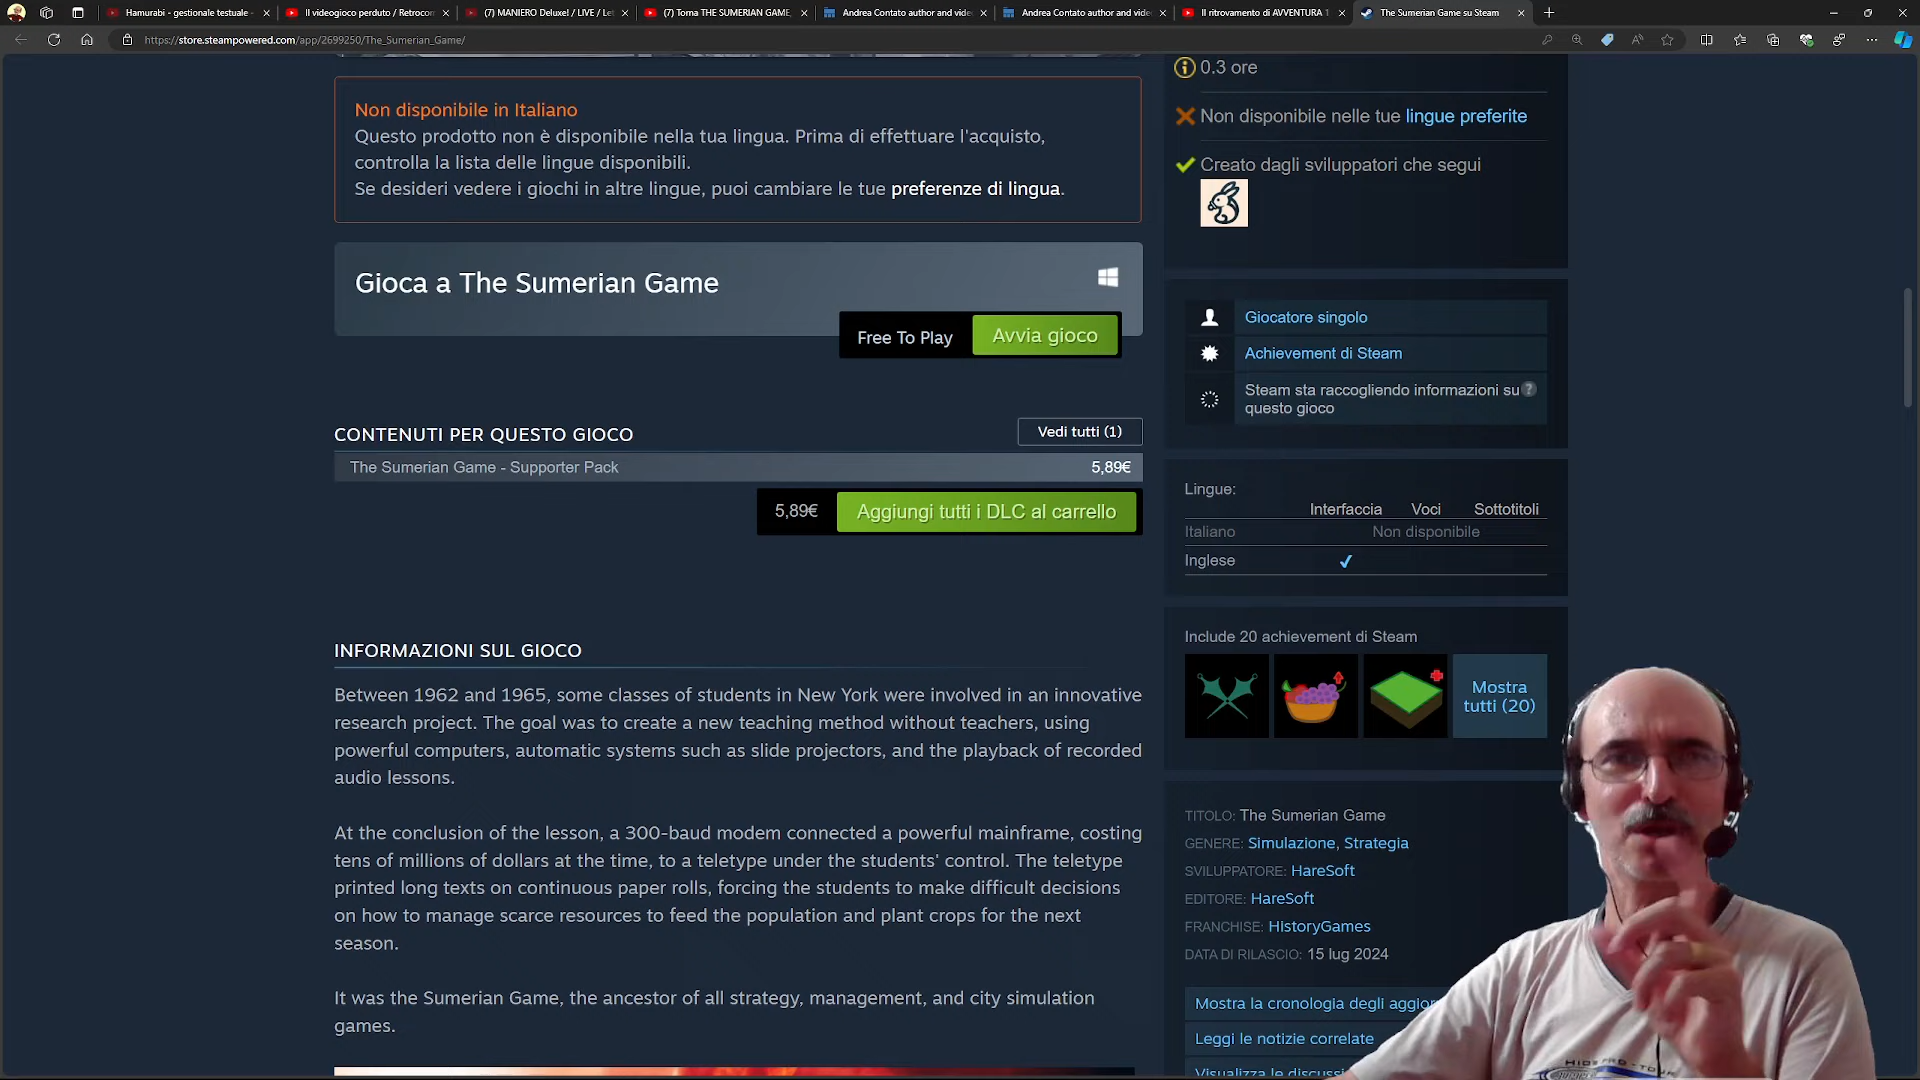 Hamurabi - gestionale testuale -
Il videogioco perduto / Retrocom
(7) MANIERO Deluxe! / LIVE / Let
(7) Torna THE SUMERIAN GAME,
Andrea Contato author and vide
Andrea Contato author and vide
Il ritrovamento di AVVENTURA 1
The Sumerian Game su Steam
https://store.steampowered.com/app/2699250/The_Sumerian_Game/
Non disponibile in Italiano
Questo prodotto non è disponibile nella tua lingua. Prima di effettuare l'acquisto,
controlla la lista delle lingue disponibili.
Se desideri vedere i giochi in altre lingue, puoi cambiare le tue preferenze di lingua.
Gioca a The Sumerian Game
Free To Play
Avvia gioco
CONTENUTI PER QUESTO GIOCO
Vedi tutti (1)
The Sumerian Game - Supporter Pack
5,89€
5,89€
Aggiungi tutti i DLC al carrello
INFORMAZIONI SUL GIOCO
Between 1962 and 1965, some classes of students in New York were involved in an innovative
research project. The goal was to create a new teaching method without teachers, using
powerful computers, automatic systems such as slide projectors, and the playback of recorded
audio lessons.
At the conclusion of the lesson, a 300-baud modem connected a powerful mainframe, costing
tens of millions of dollars at the time, to a teletype under the students' control. The teletype
printed long texts on continuous paper rolls, forcing the students to make difficult decisions
on how to manage scarce resources to feed the population and plant crops for the next
season.
It was the Sumerian Game, the ancestor of all strategy, management, and city simulation
games.
0.3 ore
Non disponibile nelle tue lingue preferite
Creato dagli sviluppatori che segui
Giocatore singolo
Achievement di Steam
Steam sta raccogliendo informazioni su
questo gioco
?
Lingue:
Interfaccia Voci Sottotitoli
Italiano Non disponibile
Inglese ✔
Include 20 achievement di Steam
Mostra
tutti (20)
TITOLO: The Sumerian Game
GENERE: Simulazione, Strategia
SVILUPPATORE: HareSoft
EDITORE: HareSoft
FRANCHISE: HistoryGames
DATA DI RILASCIO: 15 lug 2024
Mostra la cronologia degli aggior
Leggi le notizie correlate
Visualizza le discussi